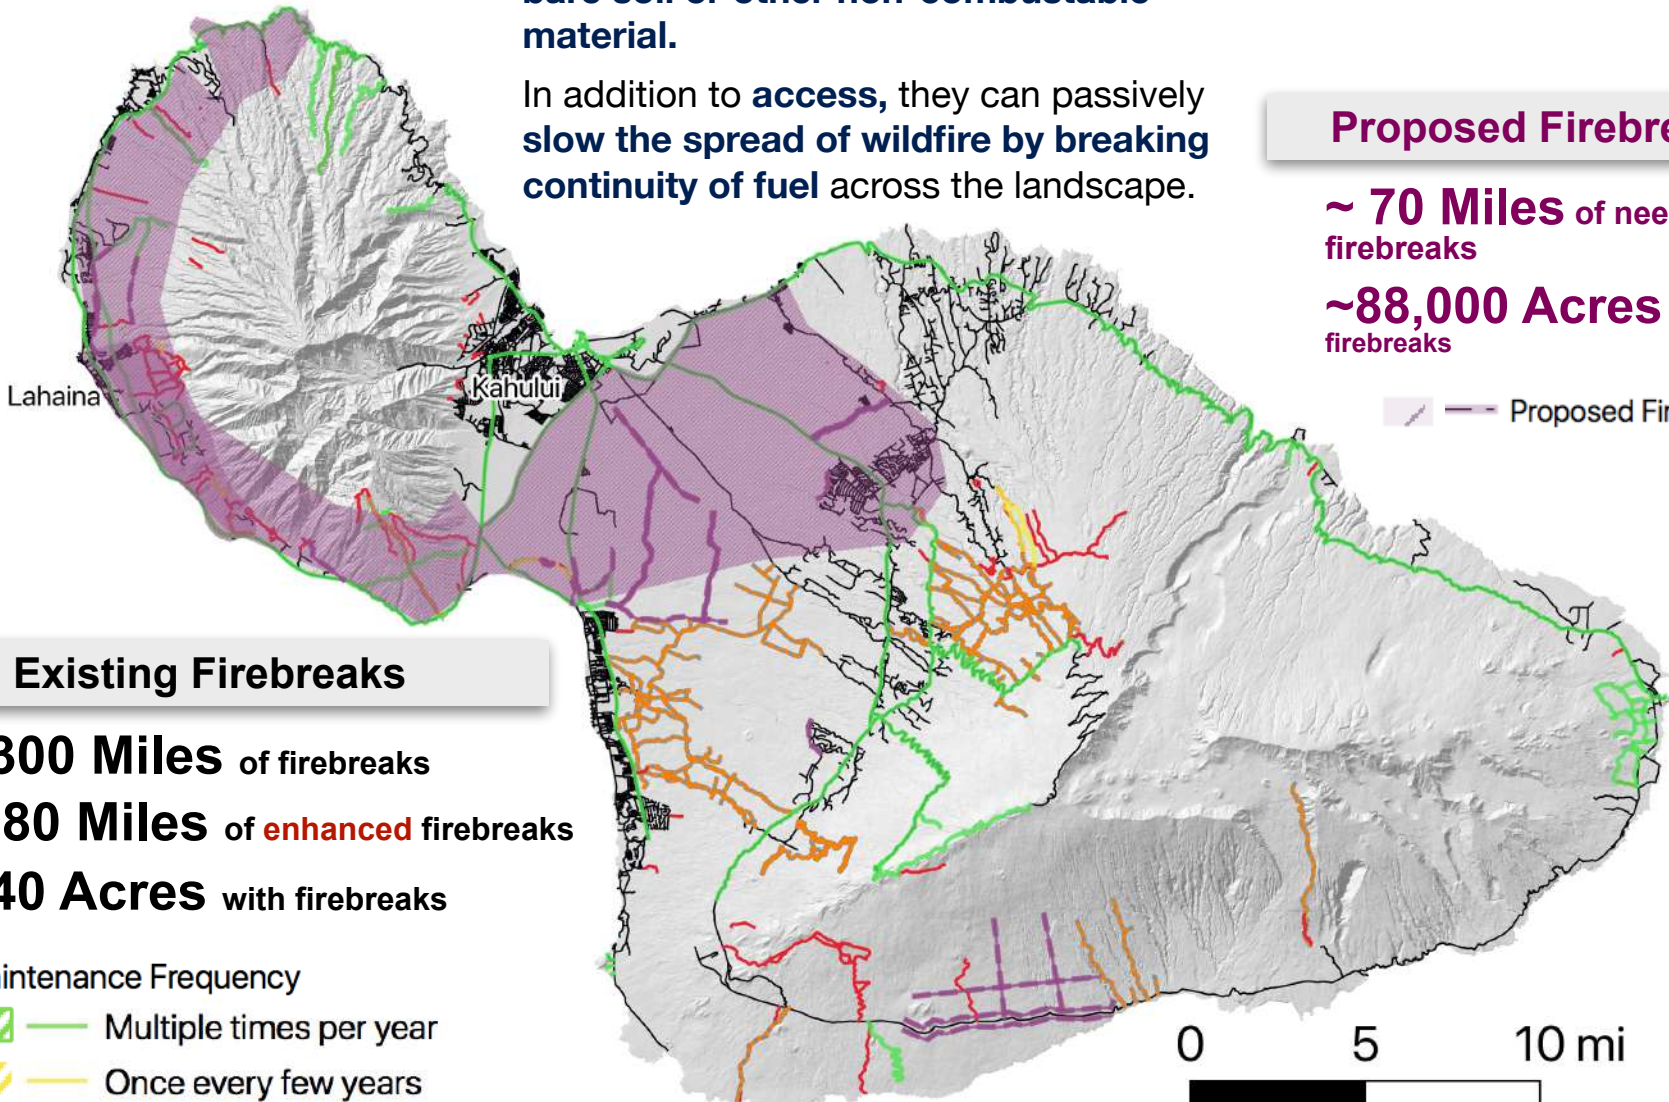 material.
In addition to access, they can passively
slow the spread of wildfire by breaking
continuity of fuel across the landscape.
Proposed Firebre
~ 70 Miles of nee
firebreaks
~88,000 Acres
firebreaks
Proposed Fir
Lahaina
Kahului
Existing Firebreaks
300 Miles of firebreaks
80 Miles of enhanced firebreaks
40 Acres with firebreaks
intenance Frequency
Multiple times per year
Once every few years
0 5 10 mi